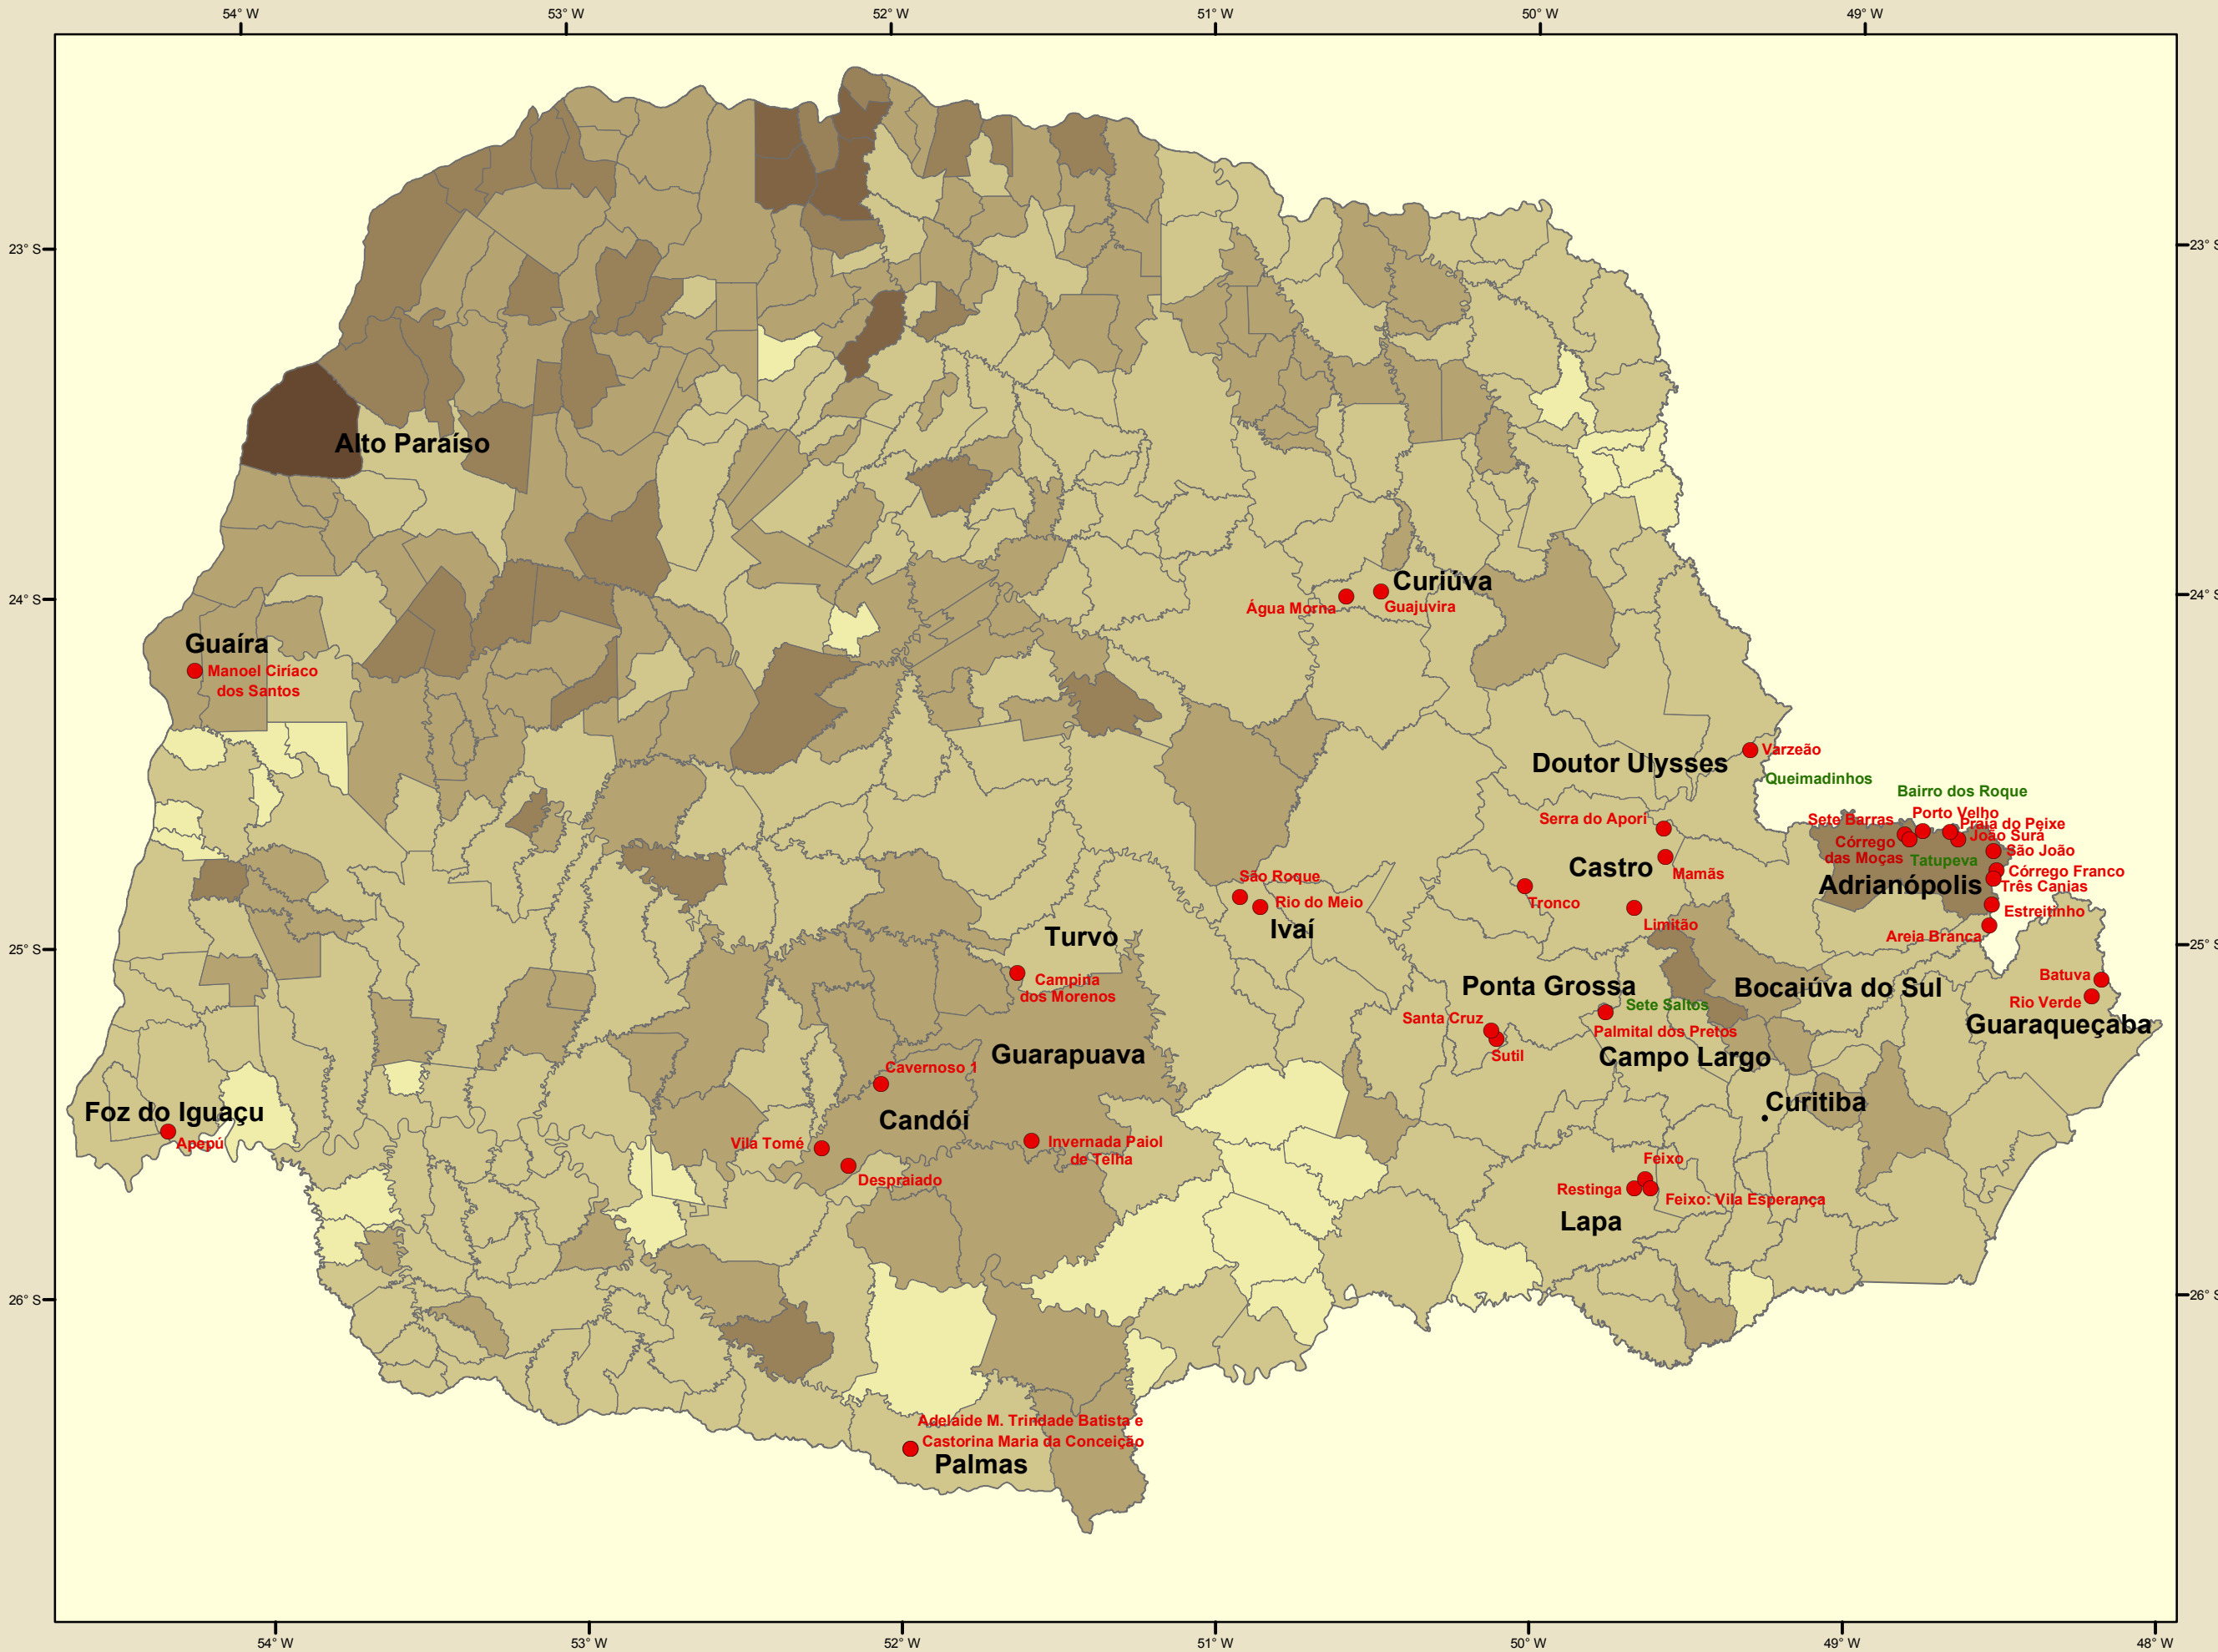 54° W 53° W 52° W 51° W 50° W 49° W
23° S
23° S
Alto Paraíso
24° S
24° S
Curiúva
Água Morna
Guajuvira
Guaíra
Manoel Ciríaco
dos Santos
Varzeão
Doutor Ulysses
Queimadinhos
Bairro dos Roque
Porto Velho
Sete Barras
Praia do Peixe
Serra do Apon
João Surá
Córrego
das Moças
São João
Tatupeva
Castro
Mamãs
Córrego Franco
Adrianópolis
Três Canias
São Roque
Rio do Meio
Tronco
Estreitinho
Limitão
Ivaí
Turvo
Areia Branca
25° S
25° S
Campina
dos Morenos
Batuva
Ponta Grossa
Bocaiúva do Sul
Rio Verde
Sete Saltos
Santa Cruz
Guaraqueçaba
Palmital dos Pretos
Sutil
Guarapuava
Campo Largo
Cavernoso 1
Foz do Iguaçu
Curitiba
Candói
Apepú
Vila Tomé
Invernada Paiol
de Telha
Feixo
Despraiado
Restinga
Feixo: Vila Esperança
Lapa
26° S
26° S
Adelaide M. Trindade Batista e
Castorina Maria da Conceição
Palmas
54° W 53° W 52° W 51° W 50° W 49° W 48° W